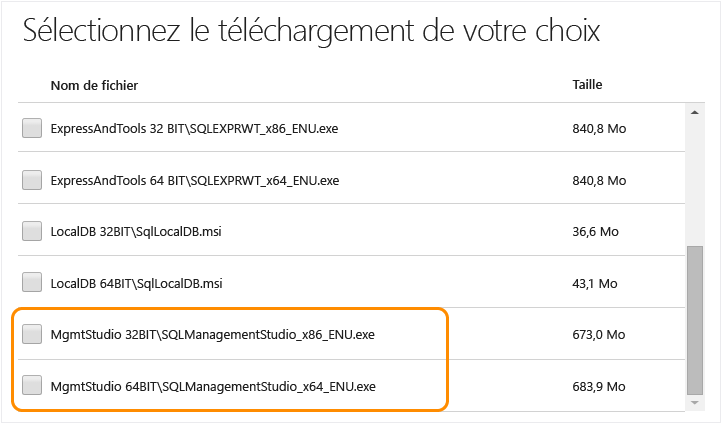 Sélectionnez le téléchargement de votre choix
Nom de fichier Taille
ExpressAndTools 32 BIT\SQLEXPRWT_x86_ENU.exe 840,8 Mo
ExpressAndTools 64 BIT\SQLEXPRWT_x64_ENU.exe 840,8 Mo
LocalDB 32BIT\SqlLocalDB.msi 36,6 Mo
LocalDB 64BIT\SqlLocalDB.msi 43,1 Mo
MgmtStudio 32BIT\SQLManagementStudio_x86_ENU.exe 673,0 Mo
MgmtStudio 64BIT\SQLManagementStudio_x64_ENU.exe 683,9 Mo